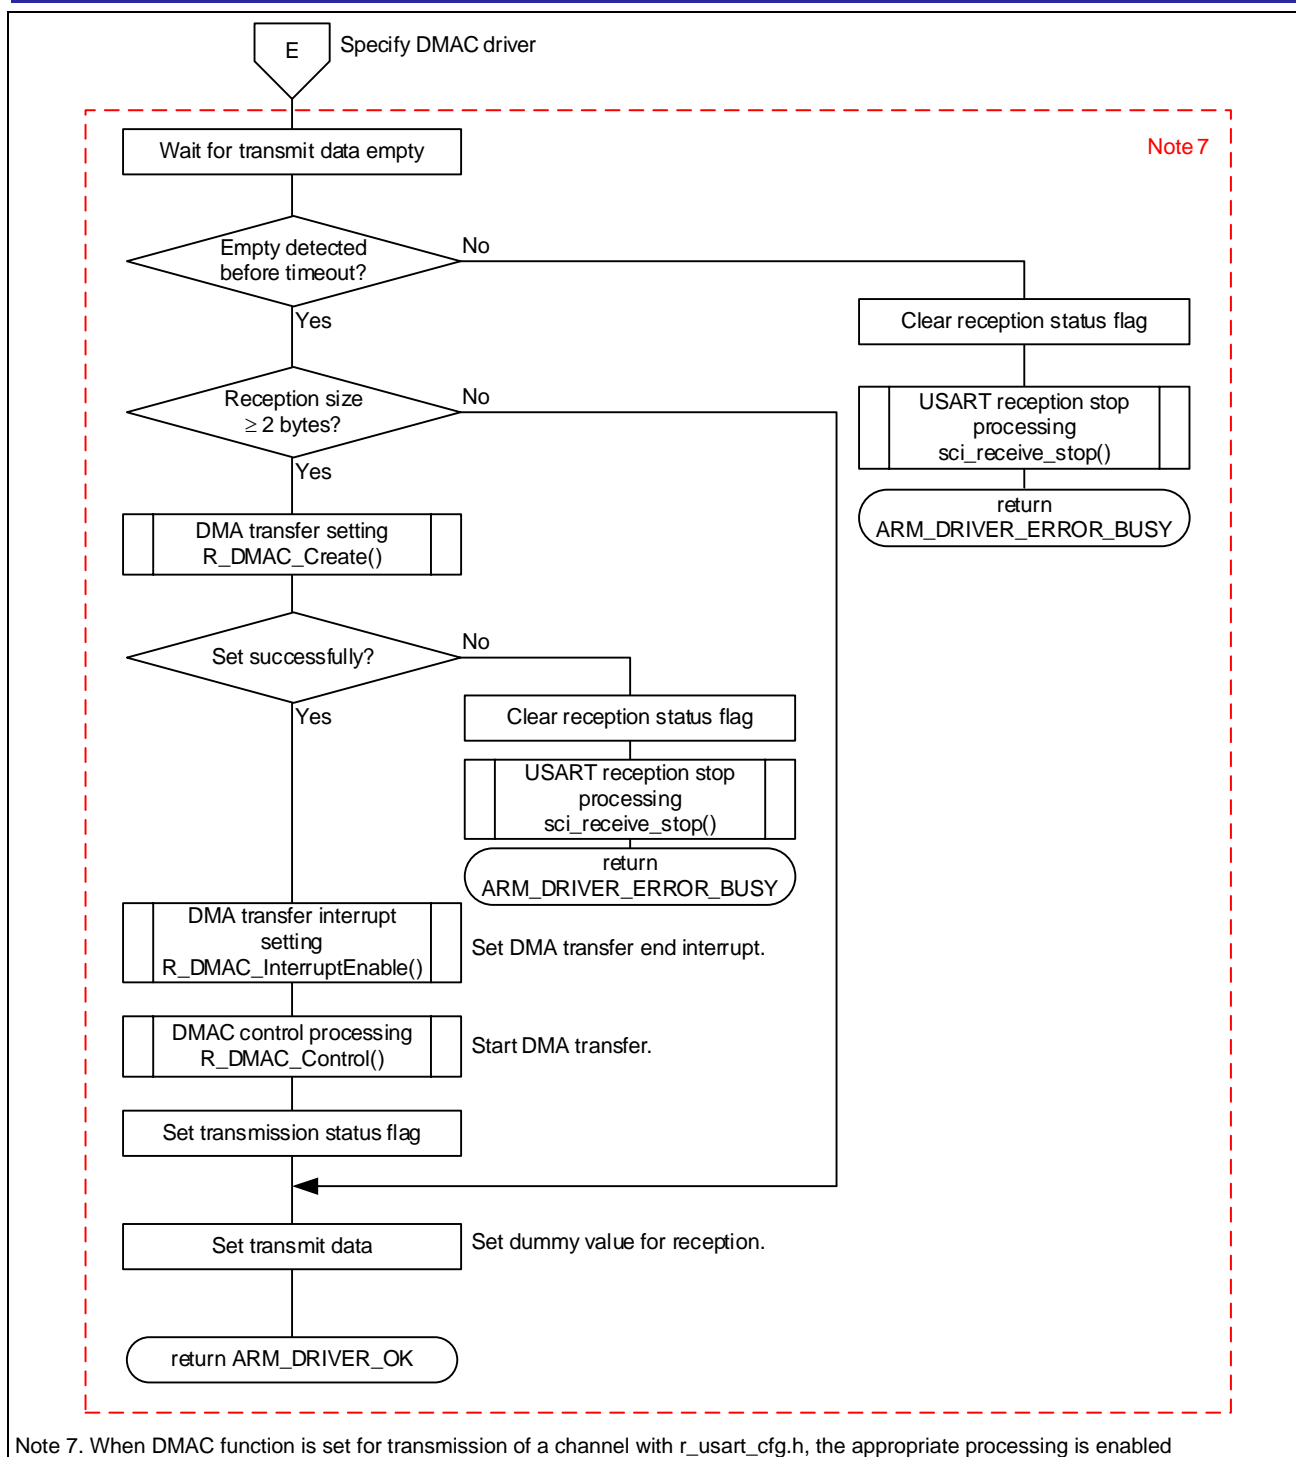 E
Specify DMAC driver
Note 7
Wait for transmit data empty
Empty detected
before timeout?
No
Yes
Clear reception status flag
USART reception stop
processing
sci_receive_stop()
return
ARM_DRIVER_ERROR_BUSY
Reception size
≥ 2 bytes?
No
Yes
DMA transfer setting
R_DMAC_Create()
Set successfully?
No
Yes
Clear reception status flag
USART reception stop
processing
sci_receive_stop()
return
ARM_DRIVER_ERROR_BUSY
DMA transfer interrupt
setting
R_DMAC_InterruptEnable()
Set DMA transfer end interrupt.
DMAC control processing
R_DMAC_Control()
Start DMA transfer.
Set transmission status flag
Set transmit data
Set dummy value for reception.
return ARM_DRIVER_OK
Note 7. When DMAC function is set for transmission of a channel with r_usart_cfg.h, the appropriate processing is enabled